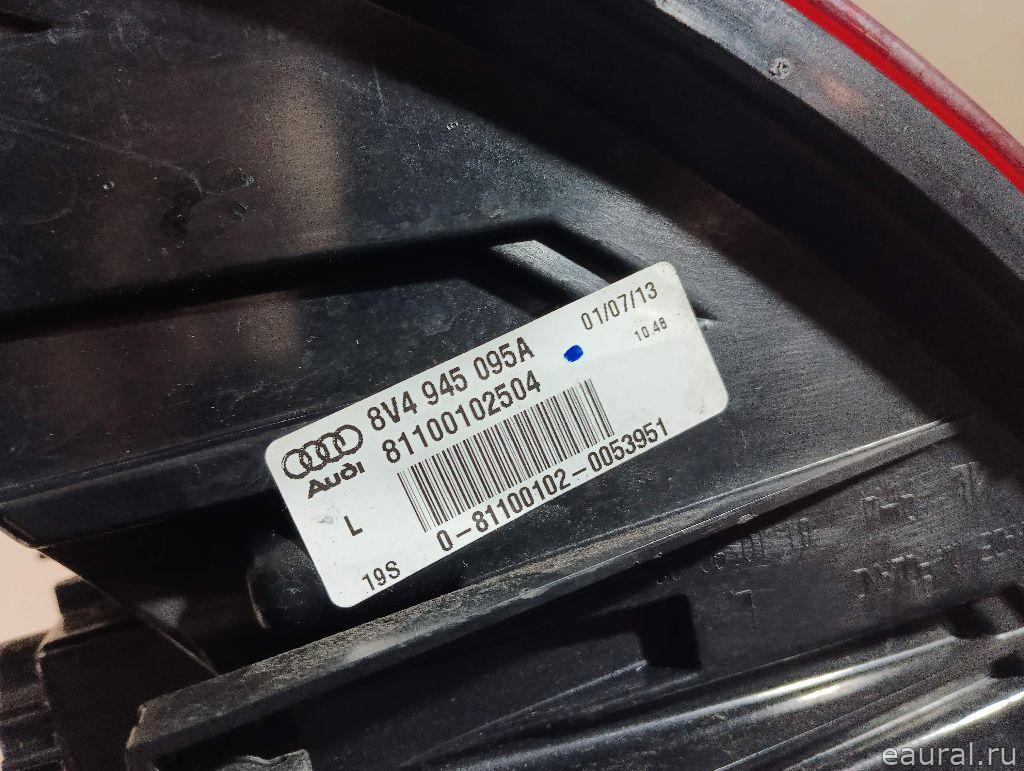 01/07/13
10 48
8V4 945 095A
81100102504
Audi
0-81100102-0053951
L
19S
L
eaural.ru